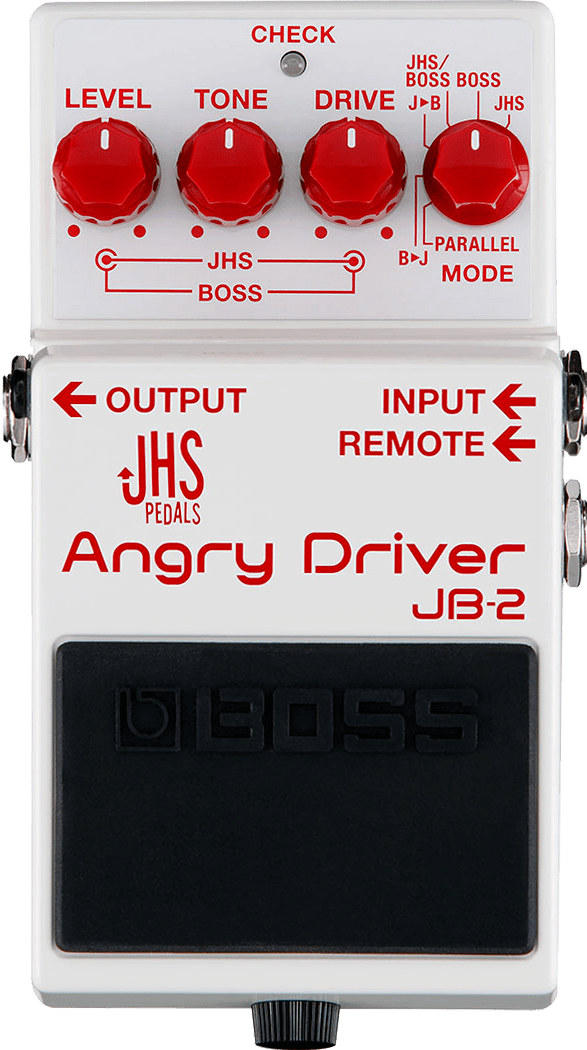 CHECK
LEVEL TONE DRIVE
JHS/
BOSS BOSS
J▶B JHS
PARALLEL
B▶J
MODE
JHS
BOSS
← OUTPUT
INPUT ←
REMOTE ←
JHS
PEDALS
Angry Driver
JB-2
BOSS